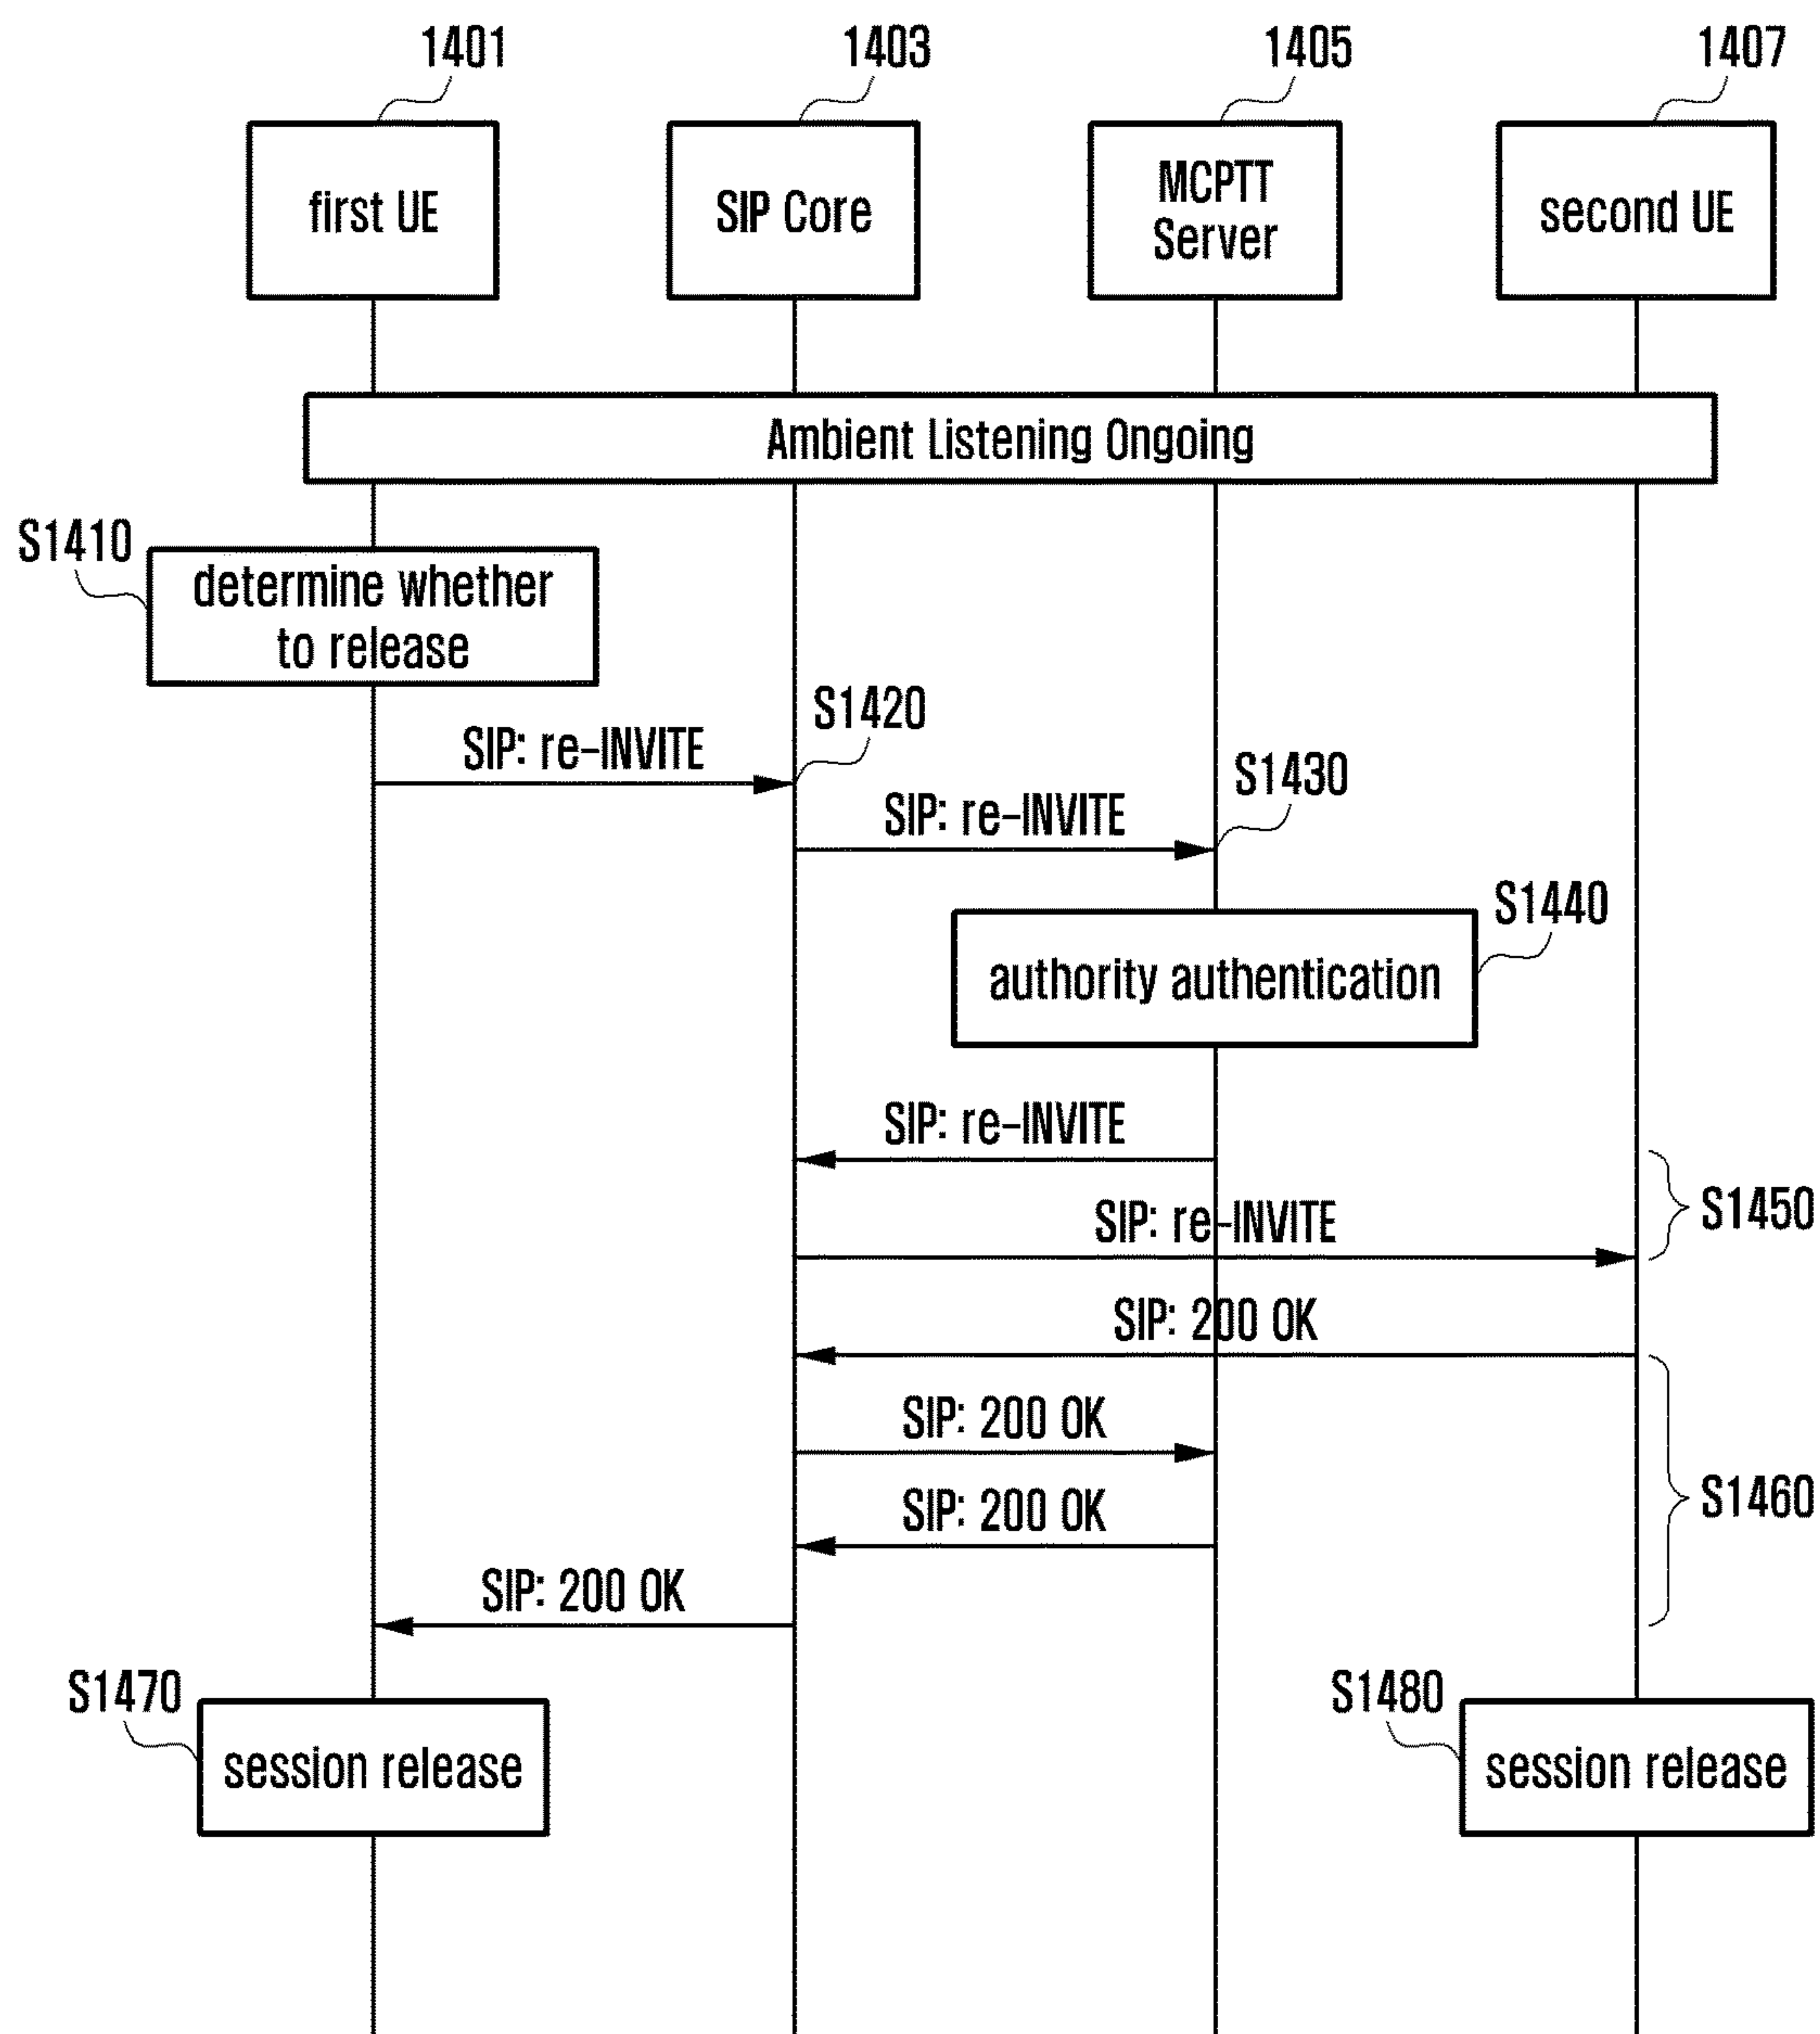 1401
1403
1405
1407
first UE
SIP Core
MCPTT
Server
second UE
Ambient Listening Ongoing
S1410
determine whether
to release
SIP: re-INVITE
S1420
SIP: re-INVITE
S1430
S1440
authority authentication
SIP: re-INVITE
S1450
SIP: re-INVITE
SIP: 200 OK
SIP: 200 OK
S1460
SIP: 200 OK
SIP: 200 OK
S1470
session release
S1480
session release